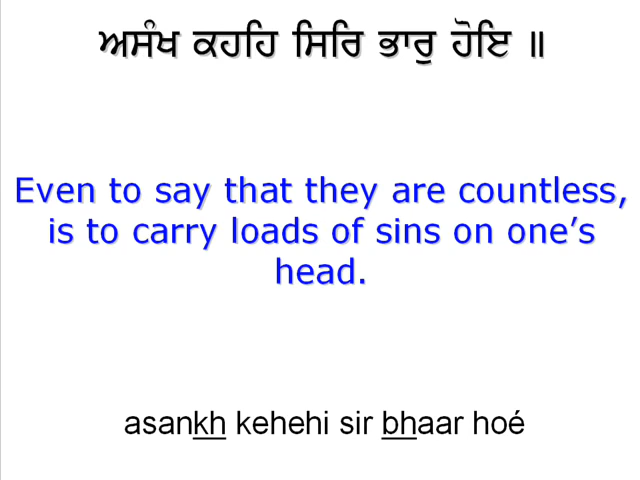 ਅਸੰਖ ਕਹਹਿ ਸਿਰਿ ਭਾਰੁ ਹੋਇ ॥
Even to say that they are countless,
is to carry loads of sins on one’s
head.
asankh kehehi sir bhaar hoé